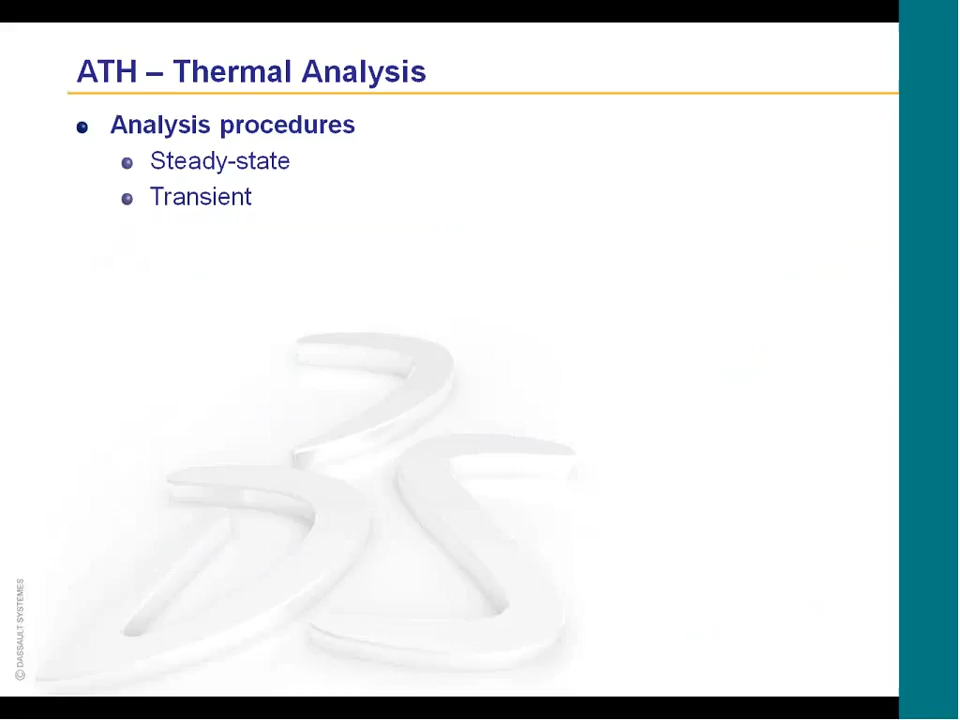 ATH – Thermal Analysis
Analysis procedures
Steady-state
Transient
© DASSAULT SYSTEMES